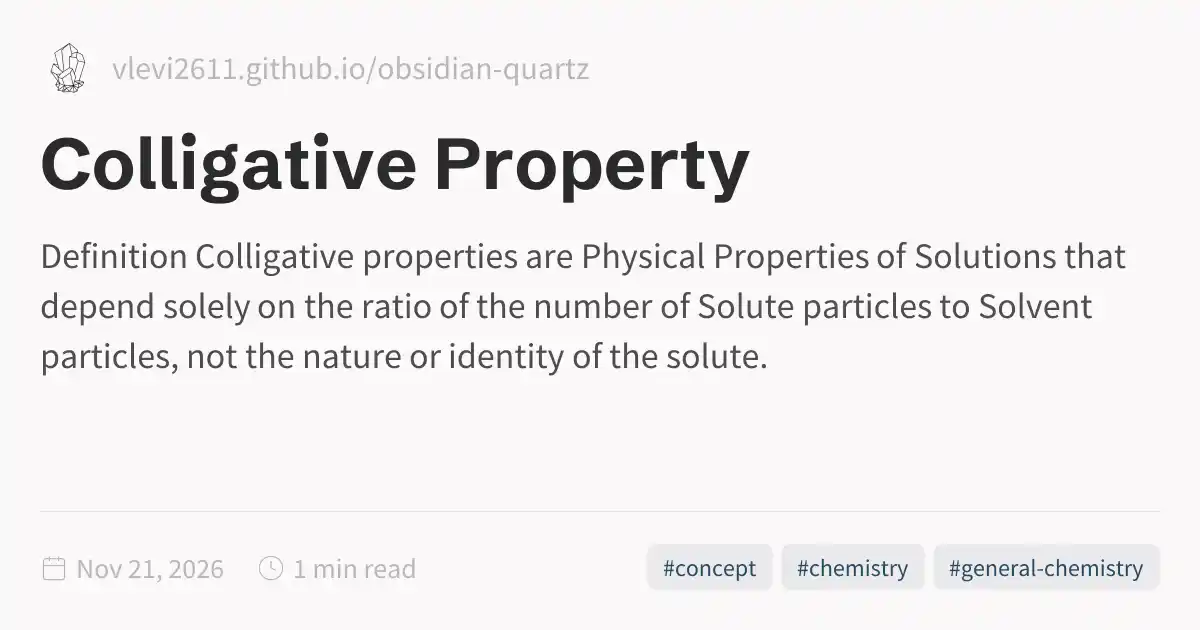 vlevi2611.github.io/obsidian-quartz
Colligative Property
Definition Colligative properties are Physical Properties of Solutions that
depend solely on the ratio of the number of Solute particles to Solvent
particles, not the nature or identity of the solute.
Nov 21, 2026 1 min read #concept #chemistry #general-chemistry